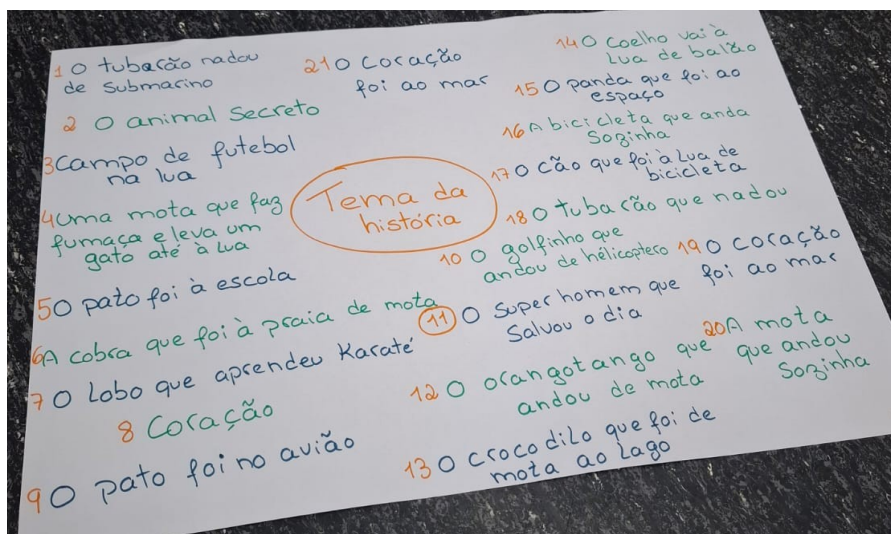 1 O tubarão nadou
de submarino
2 O animal secreto
3 Campo de futebol
na lua
4 uma mota que faz
fumaça e leva um
gato até à lua
5 O pato foi à escola
6 A cobra que foi à praia de mota
7 O Lobo que aprendeu Karaté
8 Coração
9 O pato foi no avião
21 O coração
foi ao mar
Tema da
história
14 O coelho vai à
Lua de balão
15 O panda que foi ao
espaço
16 A bicicleta que anda
Sozinha
17 O cão que foi à Lua de
bicicleta
18 O tubarão que nadou
10 O golfinho que
andou de hélicoptero
19 O coração
foi ao mar
11 O Super homem que
Salvou o dia
12 O orangotango que
andou de mota
20 A mota
que andou
Sozinha
13 O crocodilo que foi de
mota ao Lago